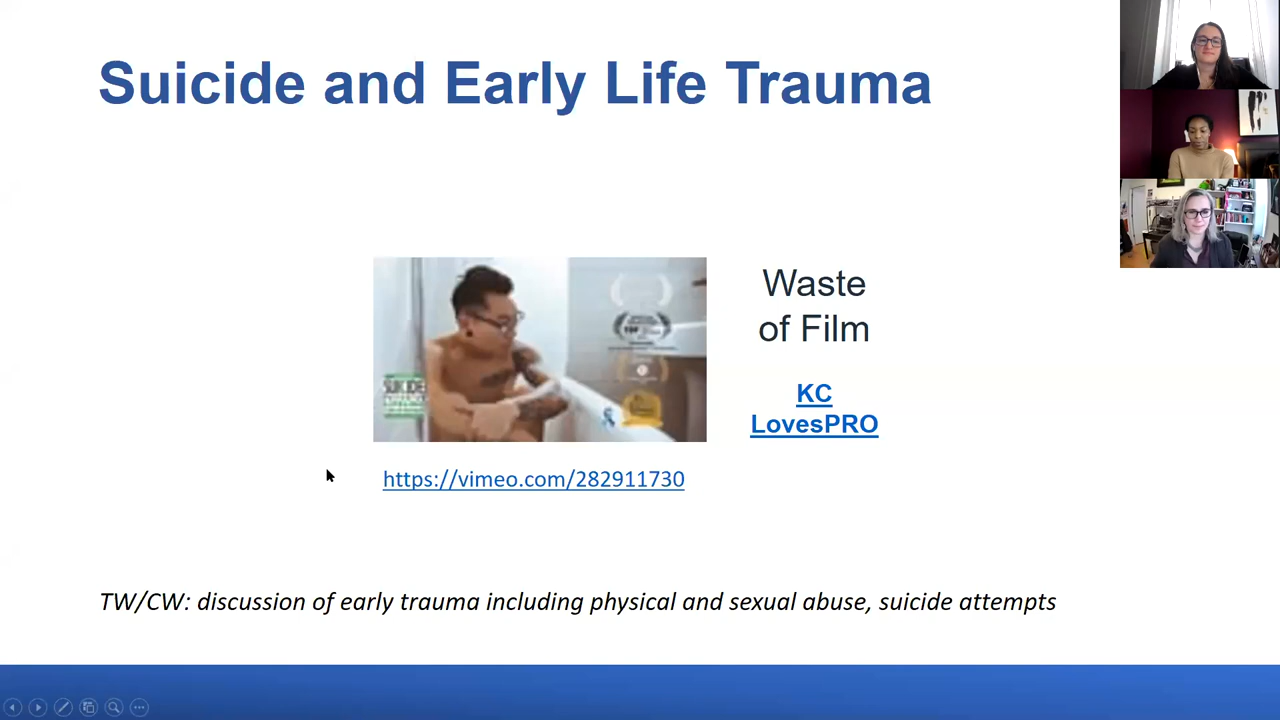 Suicide and Early Life Trauma
Waste
of Film
KC
LovesPRO
SUICIDE
https://vimeo.com/282911730
TW/CW: discussion of early trauma including physical and sexual abuse, suicide attempts